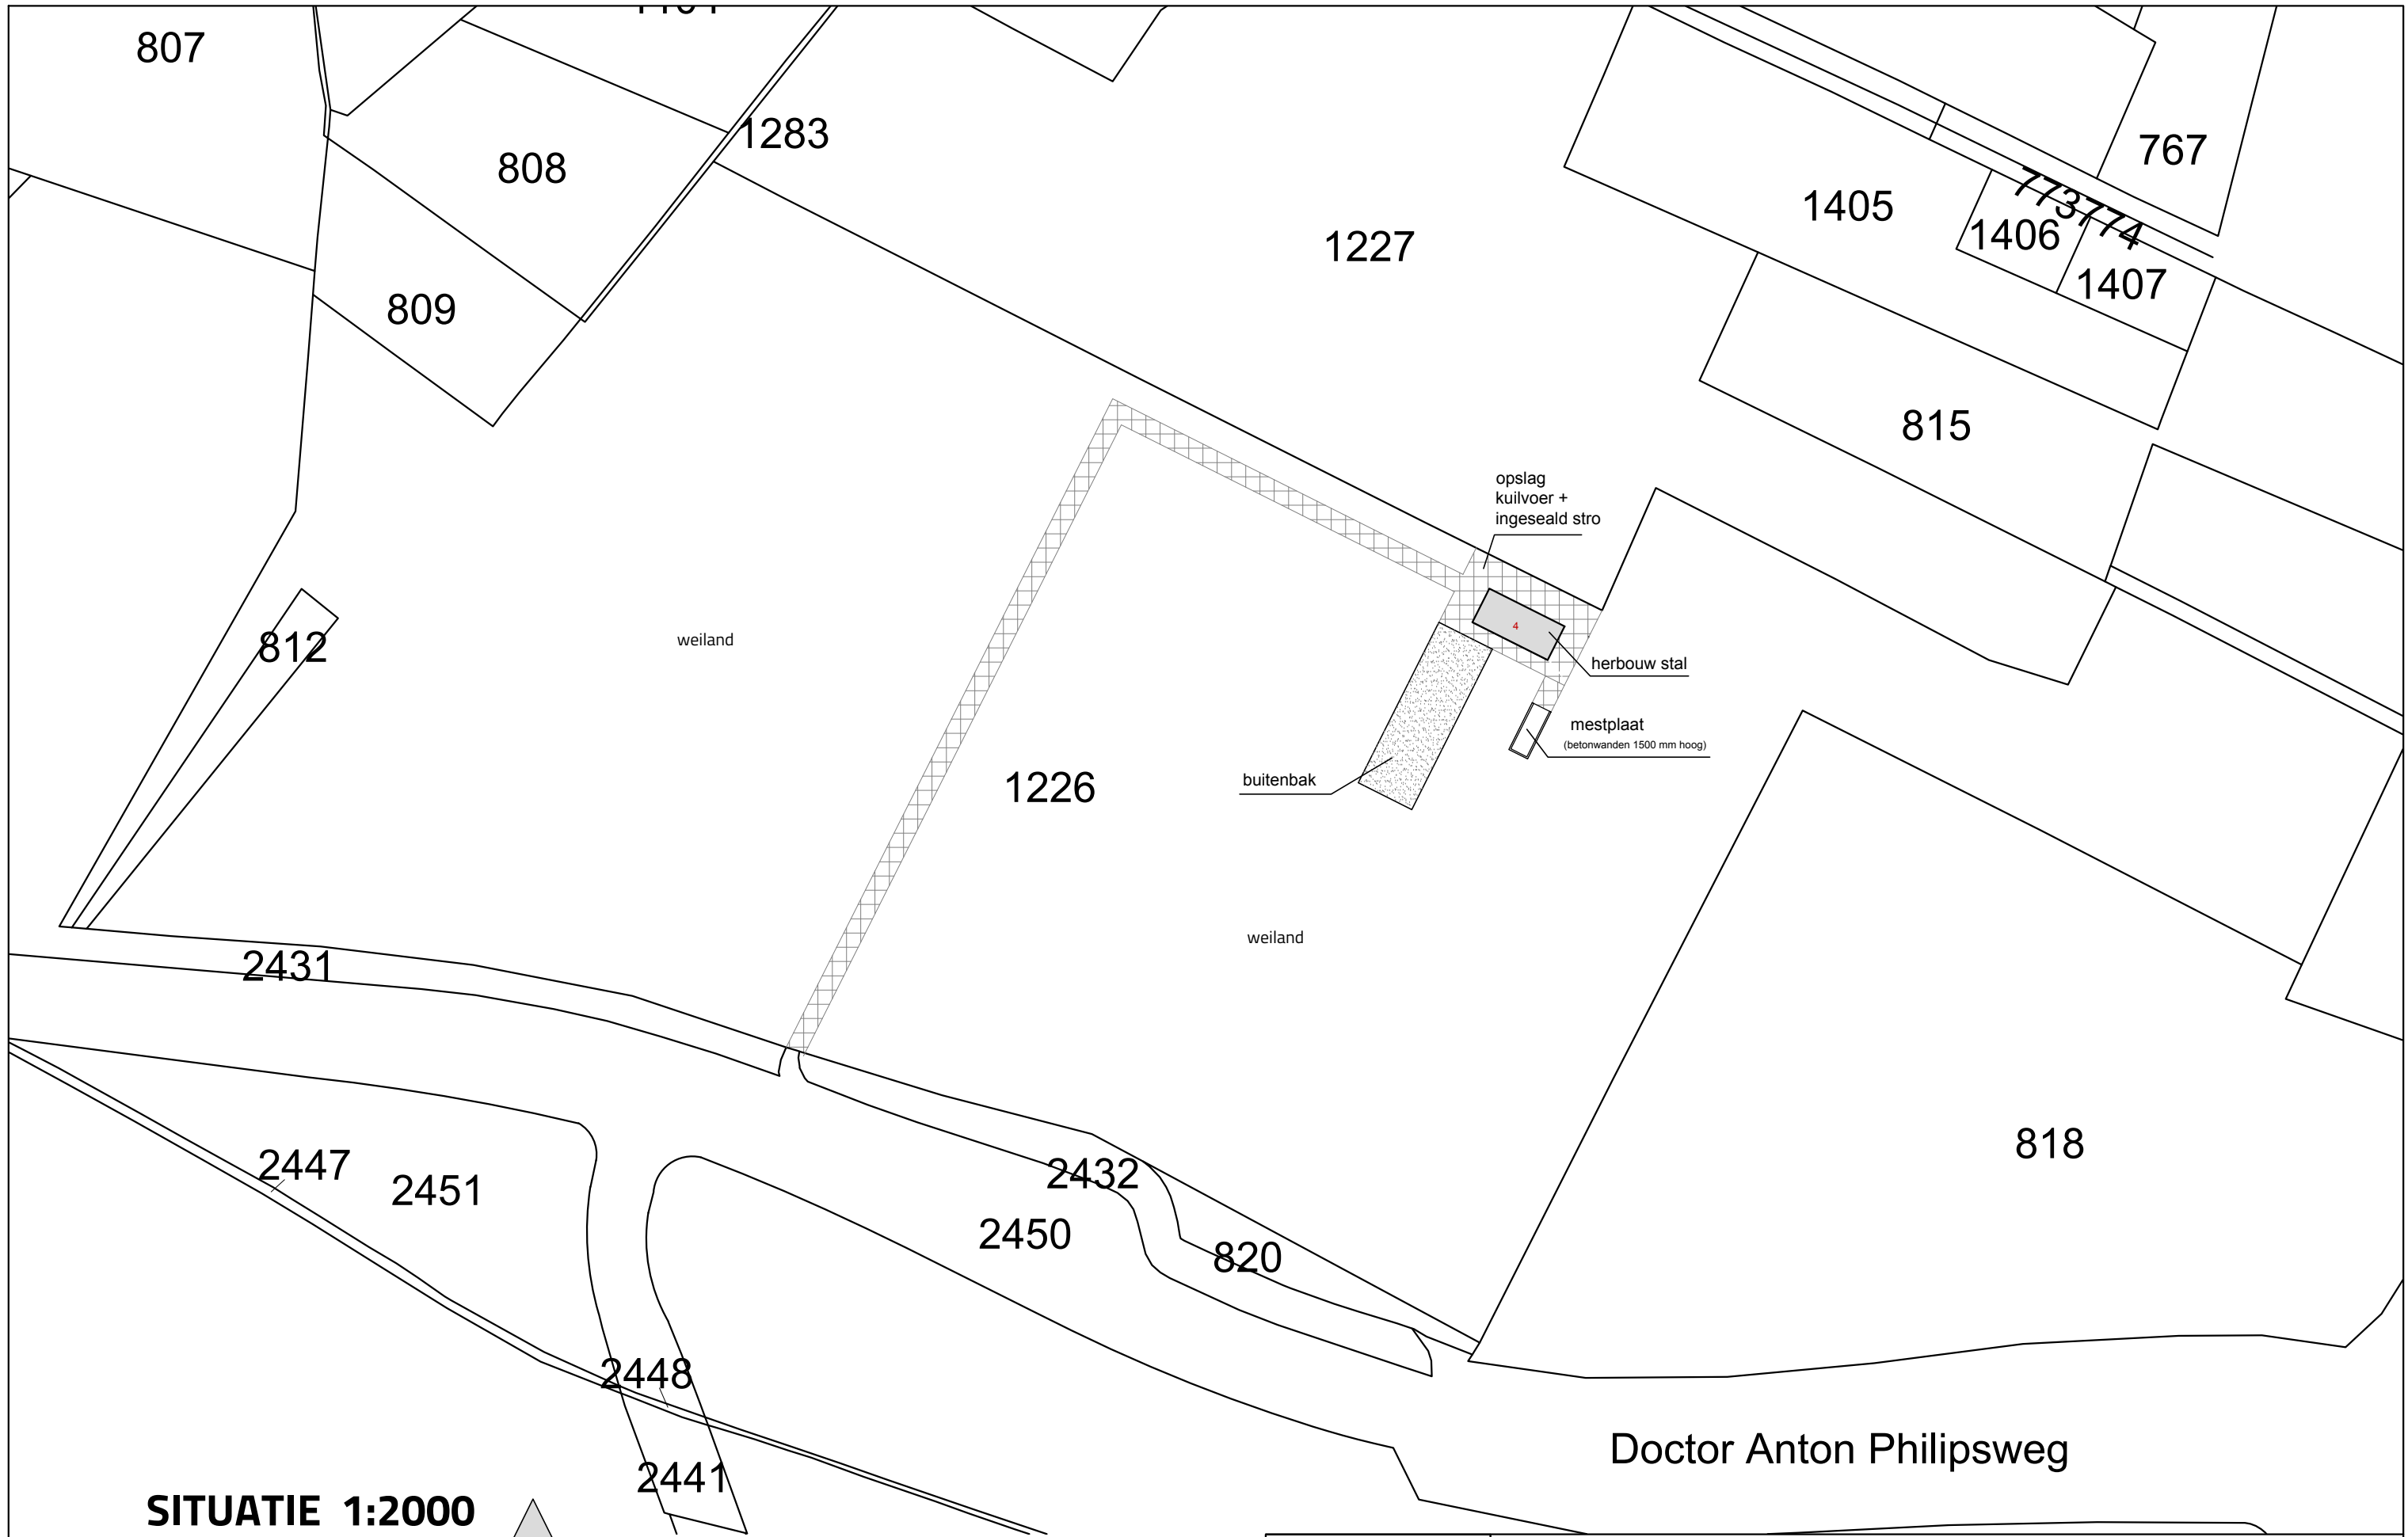 807
1283
808
767
773
774
1405
1406
1407
1227
809
815
opslag
kuilvoer +
ingeseald stro
4
812
weiland
herbouw stal
mestplaat
(betonwanden 1500 mm hoog)
buitenbak
1226
weiland
2431
818
2447
2451
2432
2450
820
2448
Doctor Anton Philipsweg
2441
SITUATIE 1:2000